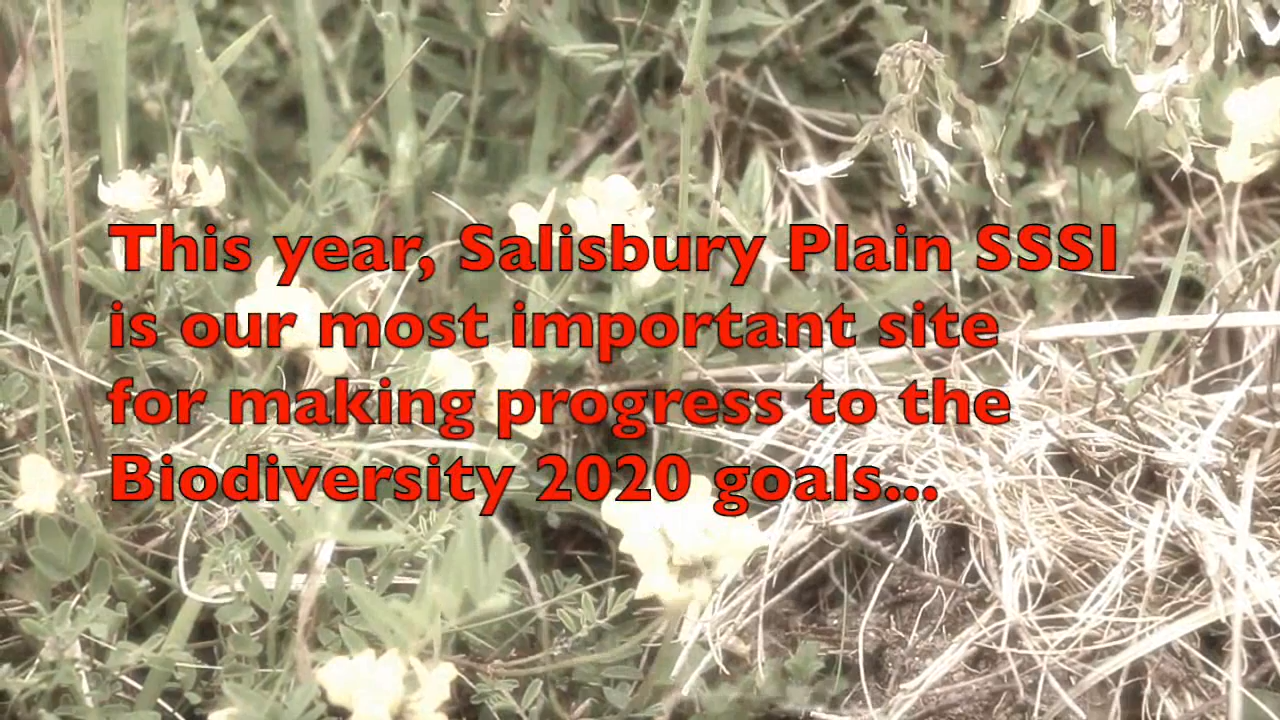 This year, Salisbury Plain SSSI
is our most important site
for making progress to the
Biodiversity 2020 goals...